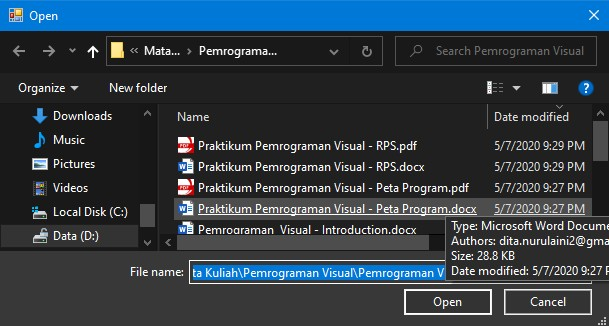 Open
Mata...
Pemrograma...
Search Pemrograman Visual
Organize
New folder
Downloads
Music
Pictures
Videos
Local Disk (C:)
Data (D:)
Name
Date modified
Praktikum Pemrograman Visual - RPS.pdf
5/7/2020 9:29 PM
Praktikum Pemrograman Visual - RPS.docx
5/7/2020 9:29 PM
Praktikum Pemrograman Visual - Peta Program.pdf
5/7/2020 9:27 PM
Praktikum Pemrograman Visual - Peta Program.docx
5/7/2020 9:27 PM
Pemrograman_Visual - Introduction.docx
Type: Microsoft Word Docume
Authors: dita.nurulaini2@gma
Size: 28.8 KB
Date modified: 5/7/2020 9:27 P
File name:
ta Kuliah\Pemrograman Visual\Pemrograman V
Open
Cancel